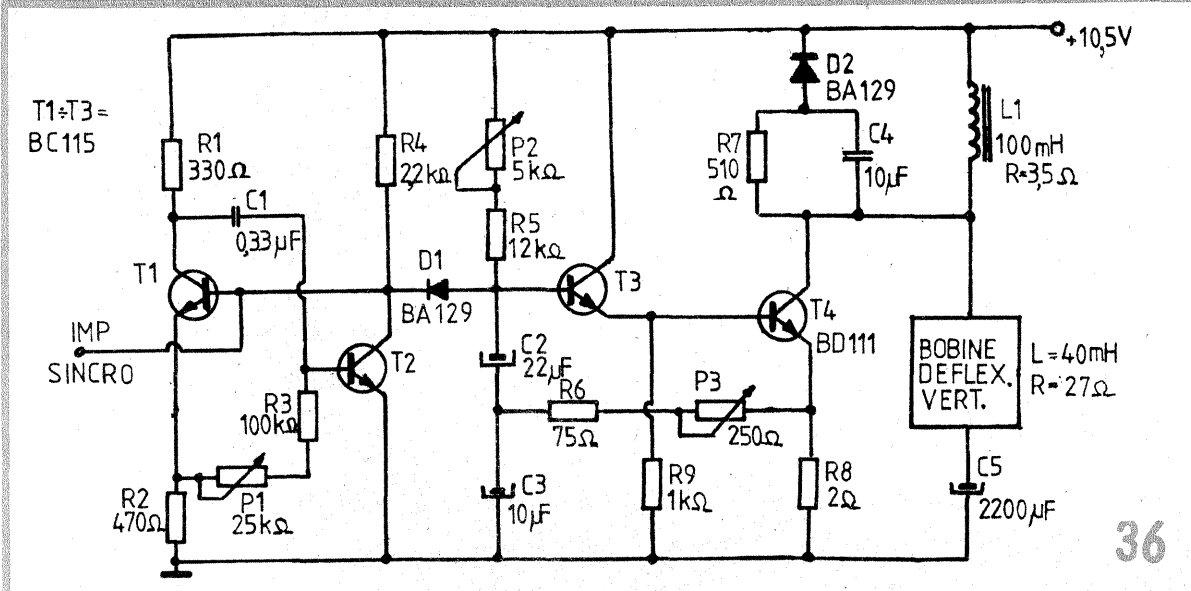 +10,5V
T1÷T3=
BC115
D2
BA129
R1
330Ω
R4
2,2kΩ
P2
5kΩ
R7
510
Ω
C4
10µF
L1
100mH
R=3,5Ω
C1
0,33µF
R5
12kΩ
T1
D1
BA129
T3
T4
BD111
IMP
SINCRO
T2
C2
22µF
R6
75Ω
P3
250Ω
BOBINE
DEFLEX.
VERT.
L=40mH
R=27Ω
R3
100kΩ
P1
25kΩ
R2
470Ω
C3
10µF
R9
1kΩ
R8
2Ω
C5
2200µF
36